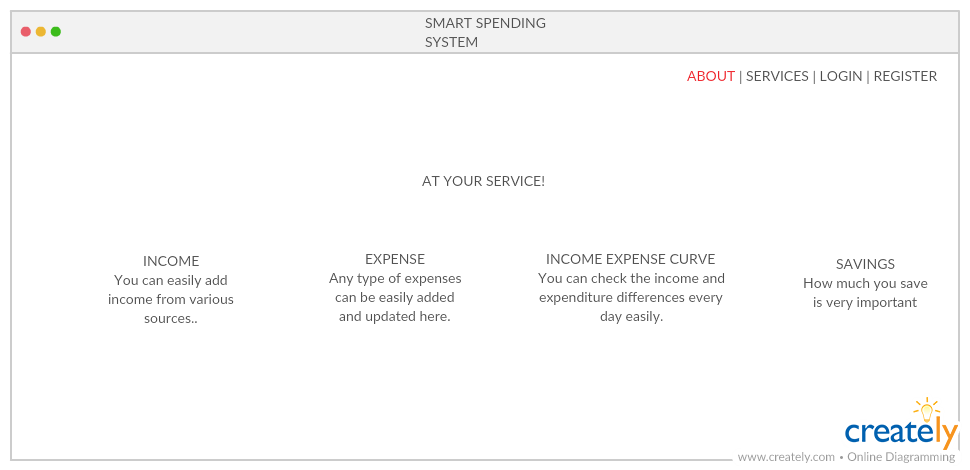 SMART SPENDING
SYSTEM
ABOUT | SERVICES | LOGIN | REGISTER
AT YOUR SERVICE!
INCOME
You can easily add
income from various
sources..
EXPENSE
Any type of expenses
can be easily added
and updated here.
INCOME EXPENSE CURVE
You can check the income and
expenditure differences every
day easily.
SAVINGS
How much you save
is very important
creately
www.creately.com • Online Diagramming